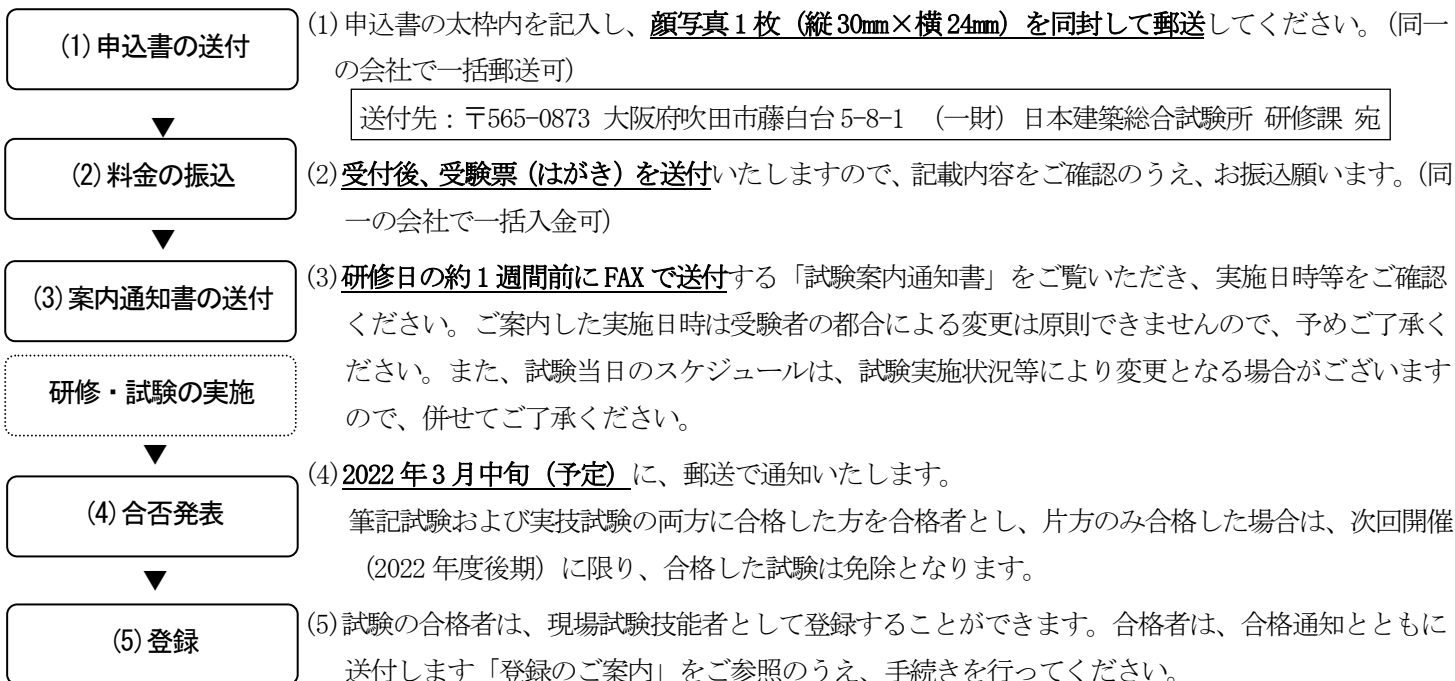 (1)申込書の送付
(1)申込書の太枠内を記入し、顔写真1枚（縦30㎜×横24㎜）を同封して郵送してください。(同一
の会社で一括郵送可)
送付先：〒565-0873 大阪府吹田市藤白台5-8-1 （一財）日本建築総合試験所 研修課 宛
▼
(2)料金の振込
(2)受付後、受験票（はがき）を送付いたしますので、記載内容をご確認のうえ、お振込願います。(同
一の会社で一括入金可)
▼
(3)案内通知書の送付
(3)研修日の約1週間前にFAXで送付する「試験案内通知書」をご覧いただき、実施日時等をご確認
ください。ご案内した実施日時は受験者の都合による変更は原則できませんので、予めご了承く
ださい。また、試験当日のスケジュールは、試験実施状況等により変更となる場合がございます
ので、併せてご了承ください。
研修・試験の実施
▼
(4)合否発表
(4)2022年3月中旬（予定）に、郵送で通知いたします。
筆記試験および実技試験の両方に合格した方を合格者とし、片方のみ合格した場合は、次回開催
（2022年度後期）に限り、合格した試験は免除となります。
▼
(5)登録
(5)試験の合格者は、現場試験技能者として登録することができます。合格者は、合格通知とともに
送付します「登録のご案内」をご参照のうえ、手続きを行ってください。